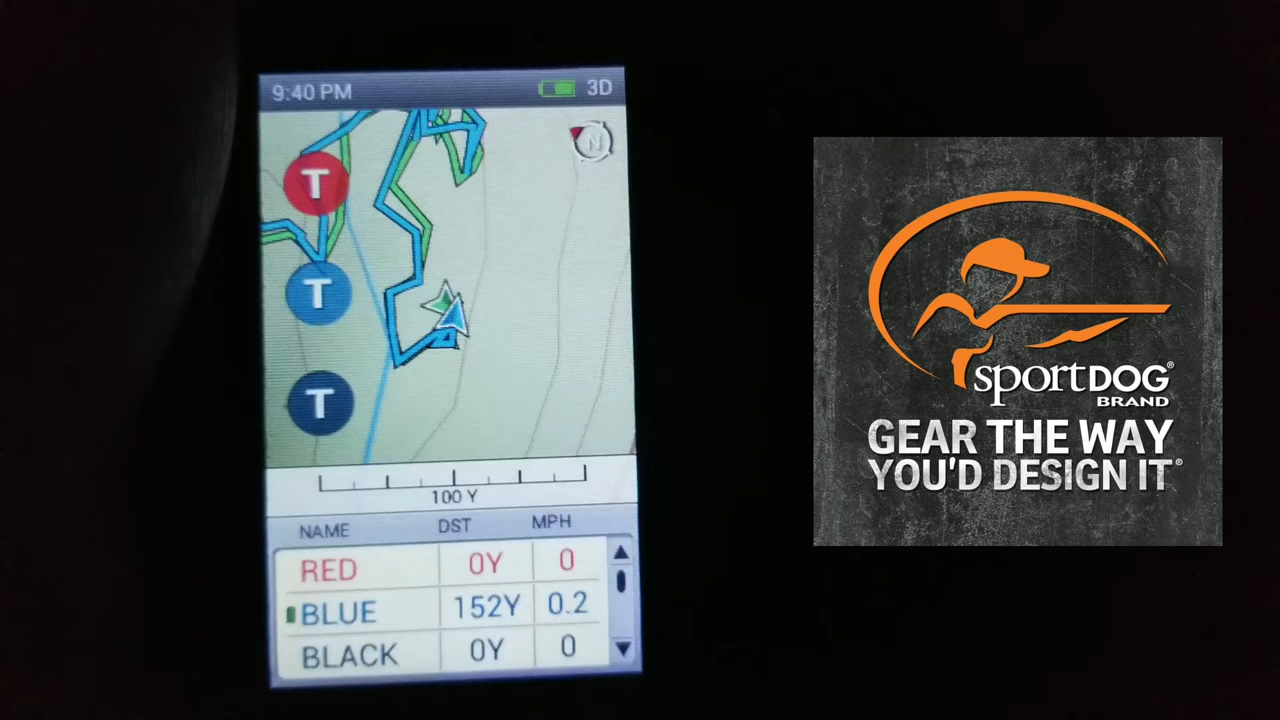 9:40 PM 3D
N
T
T
T
100 Y
NAME DST MPH
RED 0Y 0
BLUE 152Y 0.2
BLACK 0Y 0
sportDOG®
BRAND
GEAR THE WAY
YOU'D DESIGN IT®